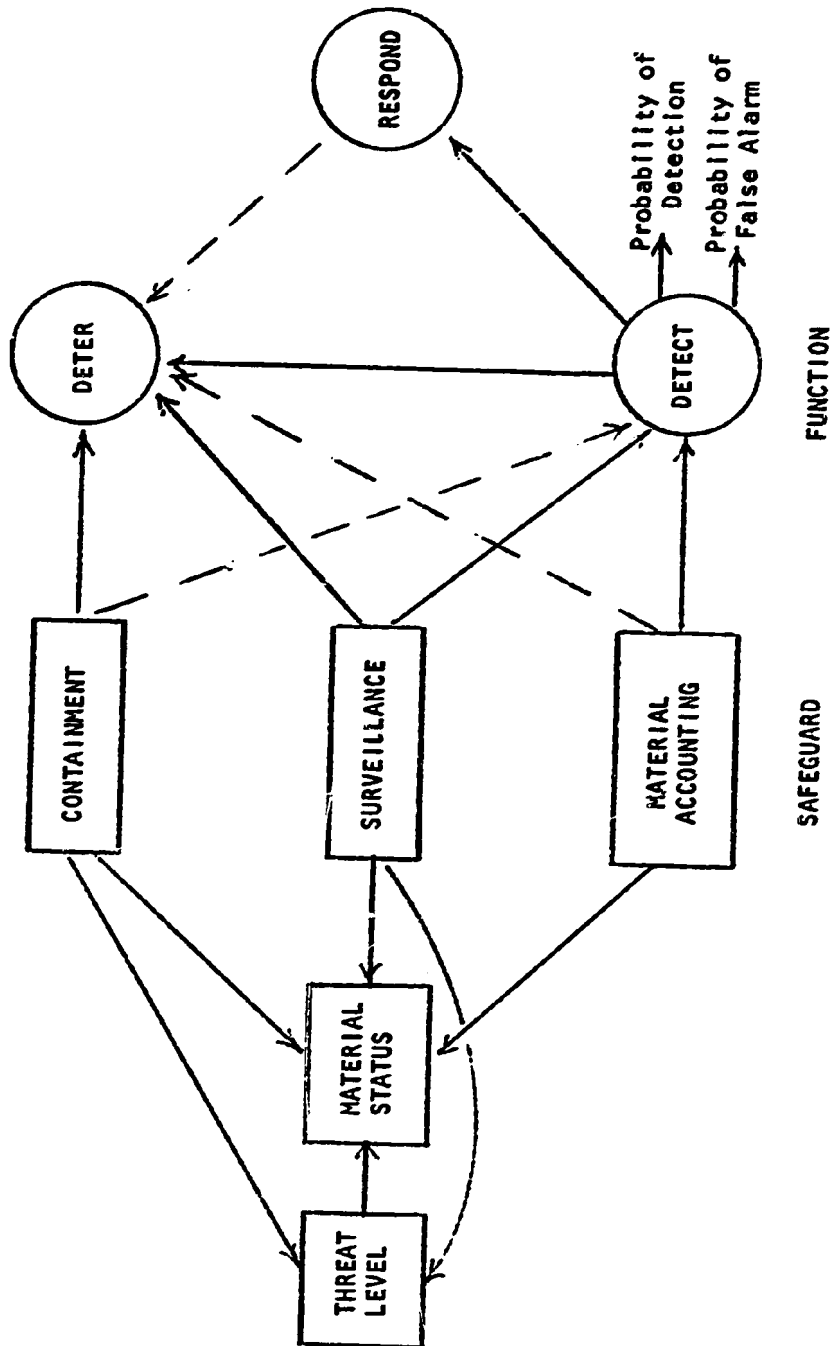 THREAT
LEVEL
MATERIAL
STATUS
CONTAINMENT
SURVEILLANCE
MATERIAL
ACCOUNTING
DETER
DETECT
RESPOND
Probability of
Detection
Probability of
False Alarm
SAFEGUARD
FUNCTION